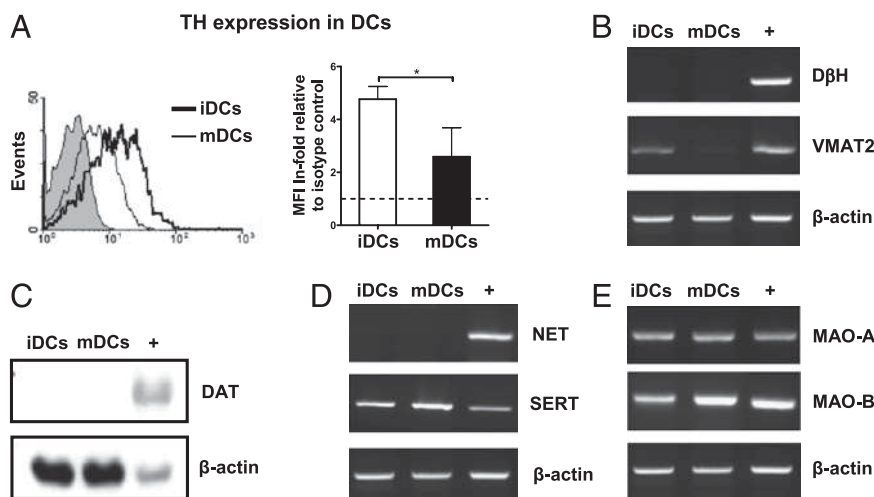 A
TH expression in DCs
50
Events
0
10⁰
10¹
10²
10³
iDCs
mDCs
MFI In-fold relative
to isotype control
6
4
2
0
*
iDCs mDCs
B
iDCs mDCs +
DβH
VMAT2
β-actin
C
iDCs mDCs +
DAT
β-actin
D
iDCs mDCs +
NET
SERT
β-actin
E
iDCs mDCs +
MAO-A
MAO-B
β-actin